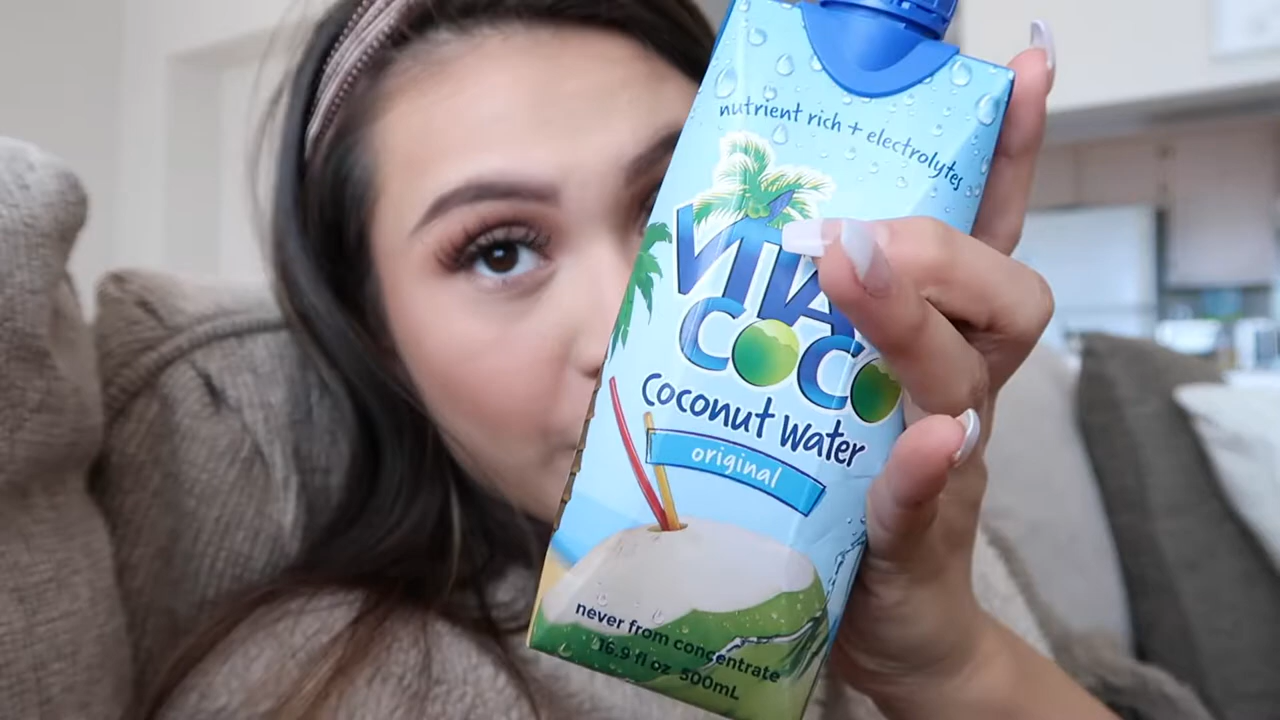 nutrient rich + electrolytes
VITA
COCO
coconut water
original
never from concentrate
16.9 fl oz 500mL